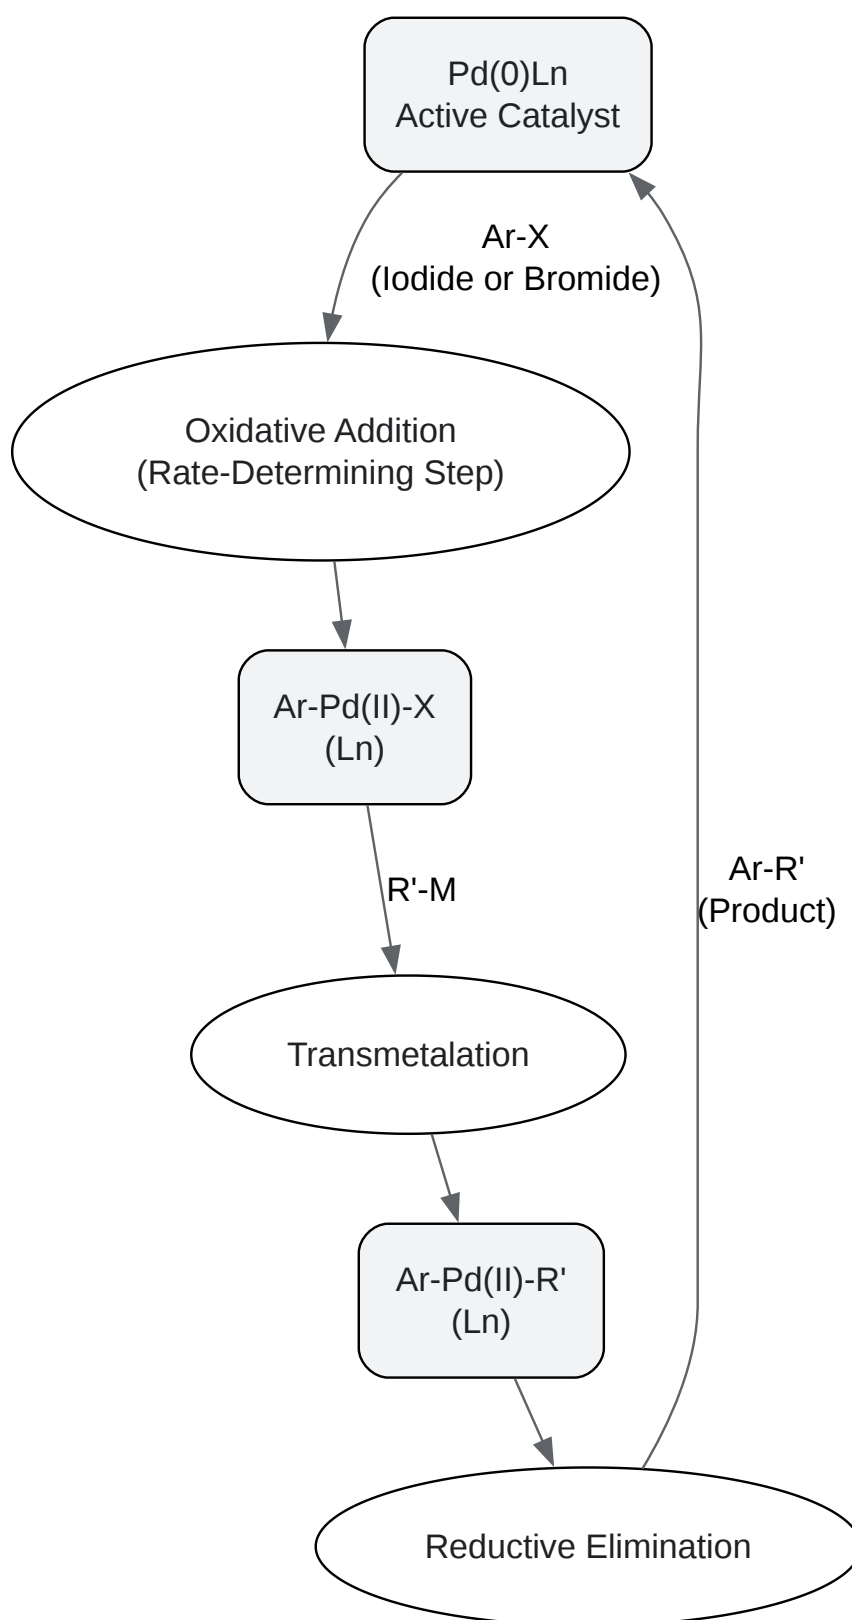 Pd(0)Ln
Active Catalyst
Ar-X
(Iodide or Bromide)
Oxidative Addition
(Rate-Determining Step)
Ar-Pd(II)-X
(Ln)
R'-M
Ar-R'
(Product)
Transmetalation
Ar-Pd(II)-R'
(Ln)
Reductive Elimination